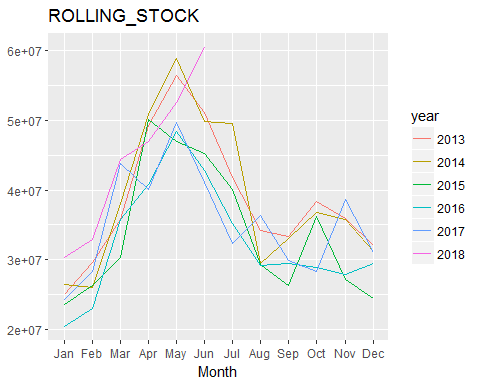 ROLLING_STOCK
6e+07
5e+07
4e+07
3e+07
2e+07
Jan Feb Mar Apr May Jun Jul Aug Sep Oct Nov Dec
Month
year
2013
2014
2015
2016
2017
2018